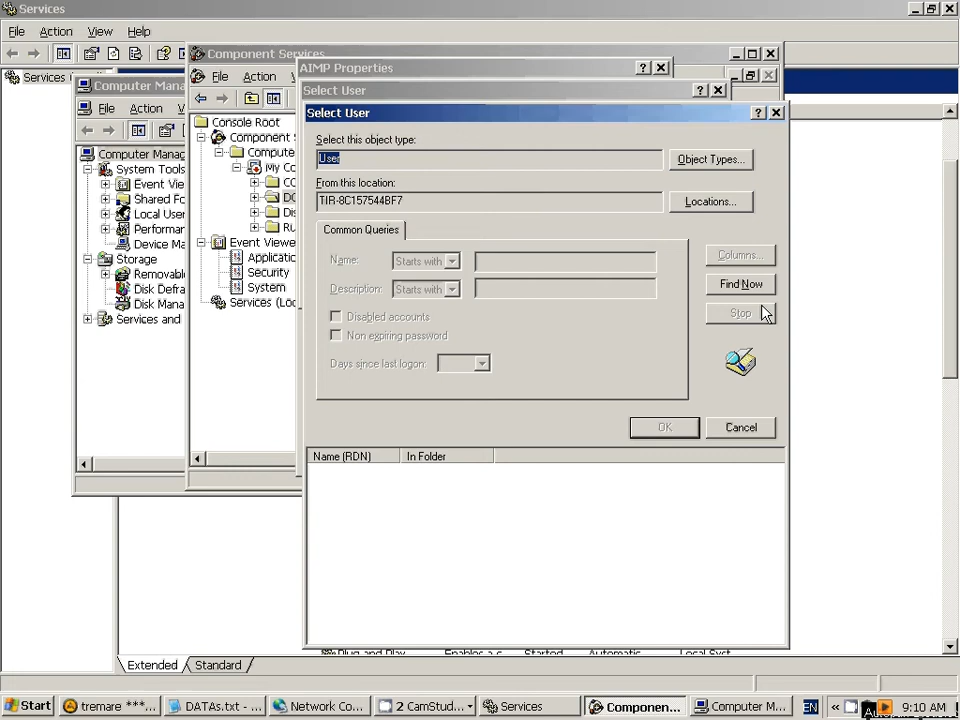 Services
File Action View Help
Services
Component Services
File Action
Computer Mana
File Action
Computer Manag
System Tools
Event Vie
Shared Fo
Local User
Performa
Device Ma
Storage
Removab
Disk Defra
Disk Mana
Services and
Console Root
Component S
Compute
My Co
CO
DC
Dis
Ru
Event Viewe
Applicatio
Security
System
Services (Loc
AIMP Properties
Select User
Select User
Select this object type:
User
Object Types...
From this location:
TIR-8C157544BF7
Locations...
Common Queries
Name: Starts with
Description: Starts with
Disabled accounts
Non expiring password
Days since last logon:
Columns...
Find Now
Stop
OK
Cancel
Name (RDN) In Folder
Plug and Play Enables a c Started Automatic Local Syst
Extended Standard
Start
tremare ***...
DATAs.txt - ...
Network Co...
2 CamStud...
Services
Componen...
Computer M...
EN
«
9:10 AM